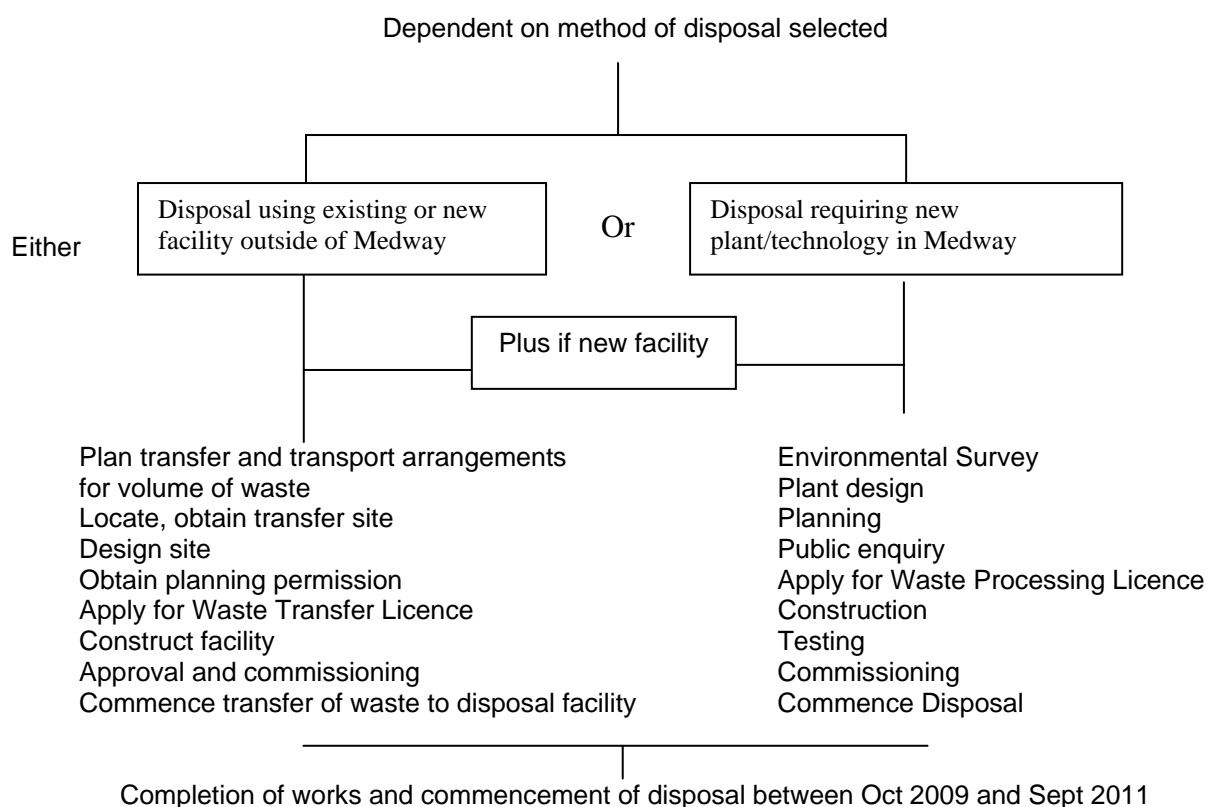 Dependent on method of disposal selected
Either
Disposal using existing or new
facility outside of Medway
Or
Disposal requiring new
plant/technology in Medway
Plus if new facility
Plan transfer and transport arrangements
for volume of waste
Locate, obtain transfer site
Design site
Obtain planning permission
Apply for Waste Transfer Licence
Construct facility
Approval and commissioning
Commence transfer of waste to disposal facility
Environmental Survey
Plant design
Planning
Public enquiry
Apply for Waste Processing Licence
Construction
Testing
Commissioning
Commence Disposal
Completion of works and commencement of disposal between Oct 2009 and Sept 2011